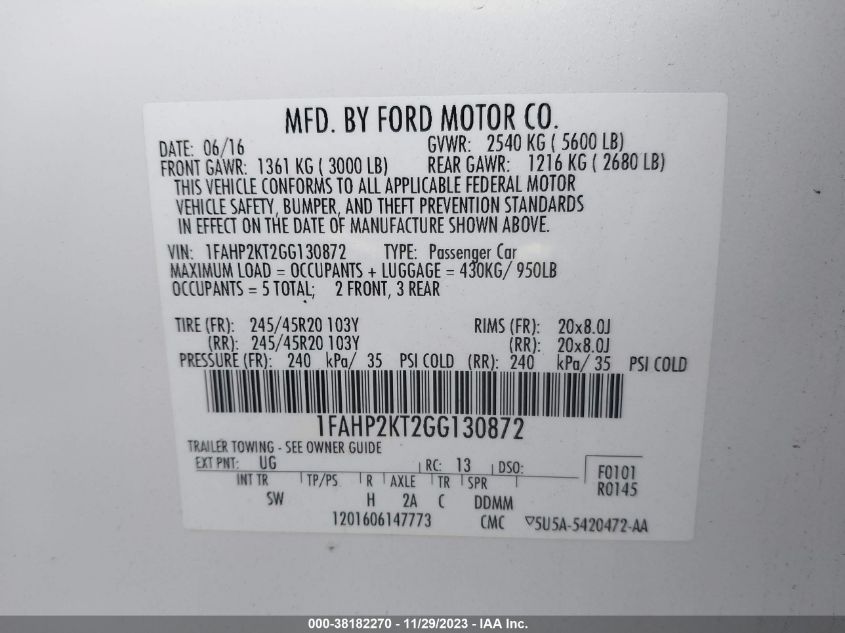 MFD. BY FORD MOTOR CO.
DATE: 06/16 GVWR: 2540 KG ( 5600 LB)
FRONT GAWR: 1361 KG ( 3000 LB) REAR GAWR: 1216 KG ( 2680 LB)
THIS VEHICLE CONFORMS TO ALL APPLICABLE FEDERAL MOTOR
VEHICLE SAFETY, BUMPER, AND THEFT PREVENTION STANDARDS
IN EFFECT ON THE DATE OF MANUFACTURE SHOWN ABOVE.
VIN: 1FAHP2KT2GG130872 TYPE: Passenger Car
MAXIMUM LOAD = OCCUPANTS + LUGGAGE = 430KG/ 950LB
OCCUPANTS = 5 TOTAL; 2 FRONT, 3 REAR
TIRE (FR): 245/45R20 103Y RIMS (FR): 20x8.0J
(RR): 245/45R20 103Y (RR): 20x8.0J
PRESSURE (FR): 240 kPa/ 35 PSI COLD (RR): 240 kPa/ 35 PSI COLD
1FAHP2KT2GG130872
TRAILER TOWING - SEE OWNER GUIDE
EXT PNT: UG RC: 13 DSO: F0101
INT TR TP/PS R AXLE TR SPR R0145
SW H 2A C DDMM
1201606147773 CMC ▽5U5A-5420472-AA
000-38182270 - 11/29/2023 - IAA Inc.